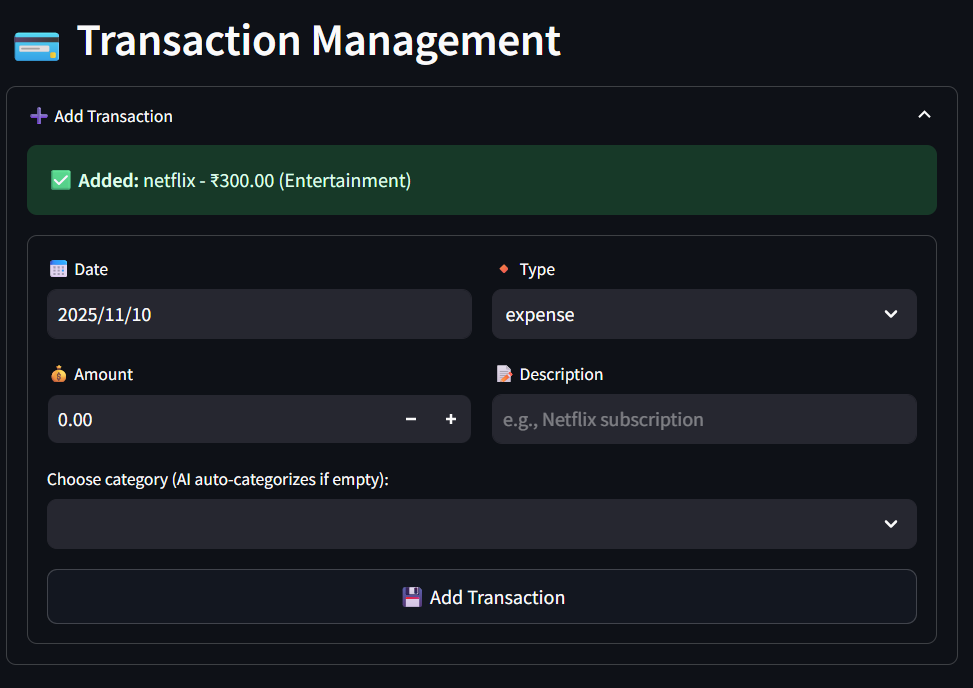 Transaction Management
Add Transaction
Added: netflix - ₹300.00 (Entertainment)
Date
Type
2025/11/10
expense
Amount
Description
0.00
e.g., Netflix subscription
Choose category (AI auto-categorizes if empty):
Add Transaction